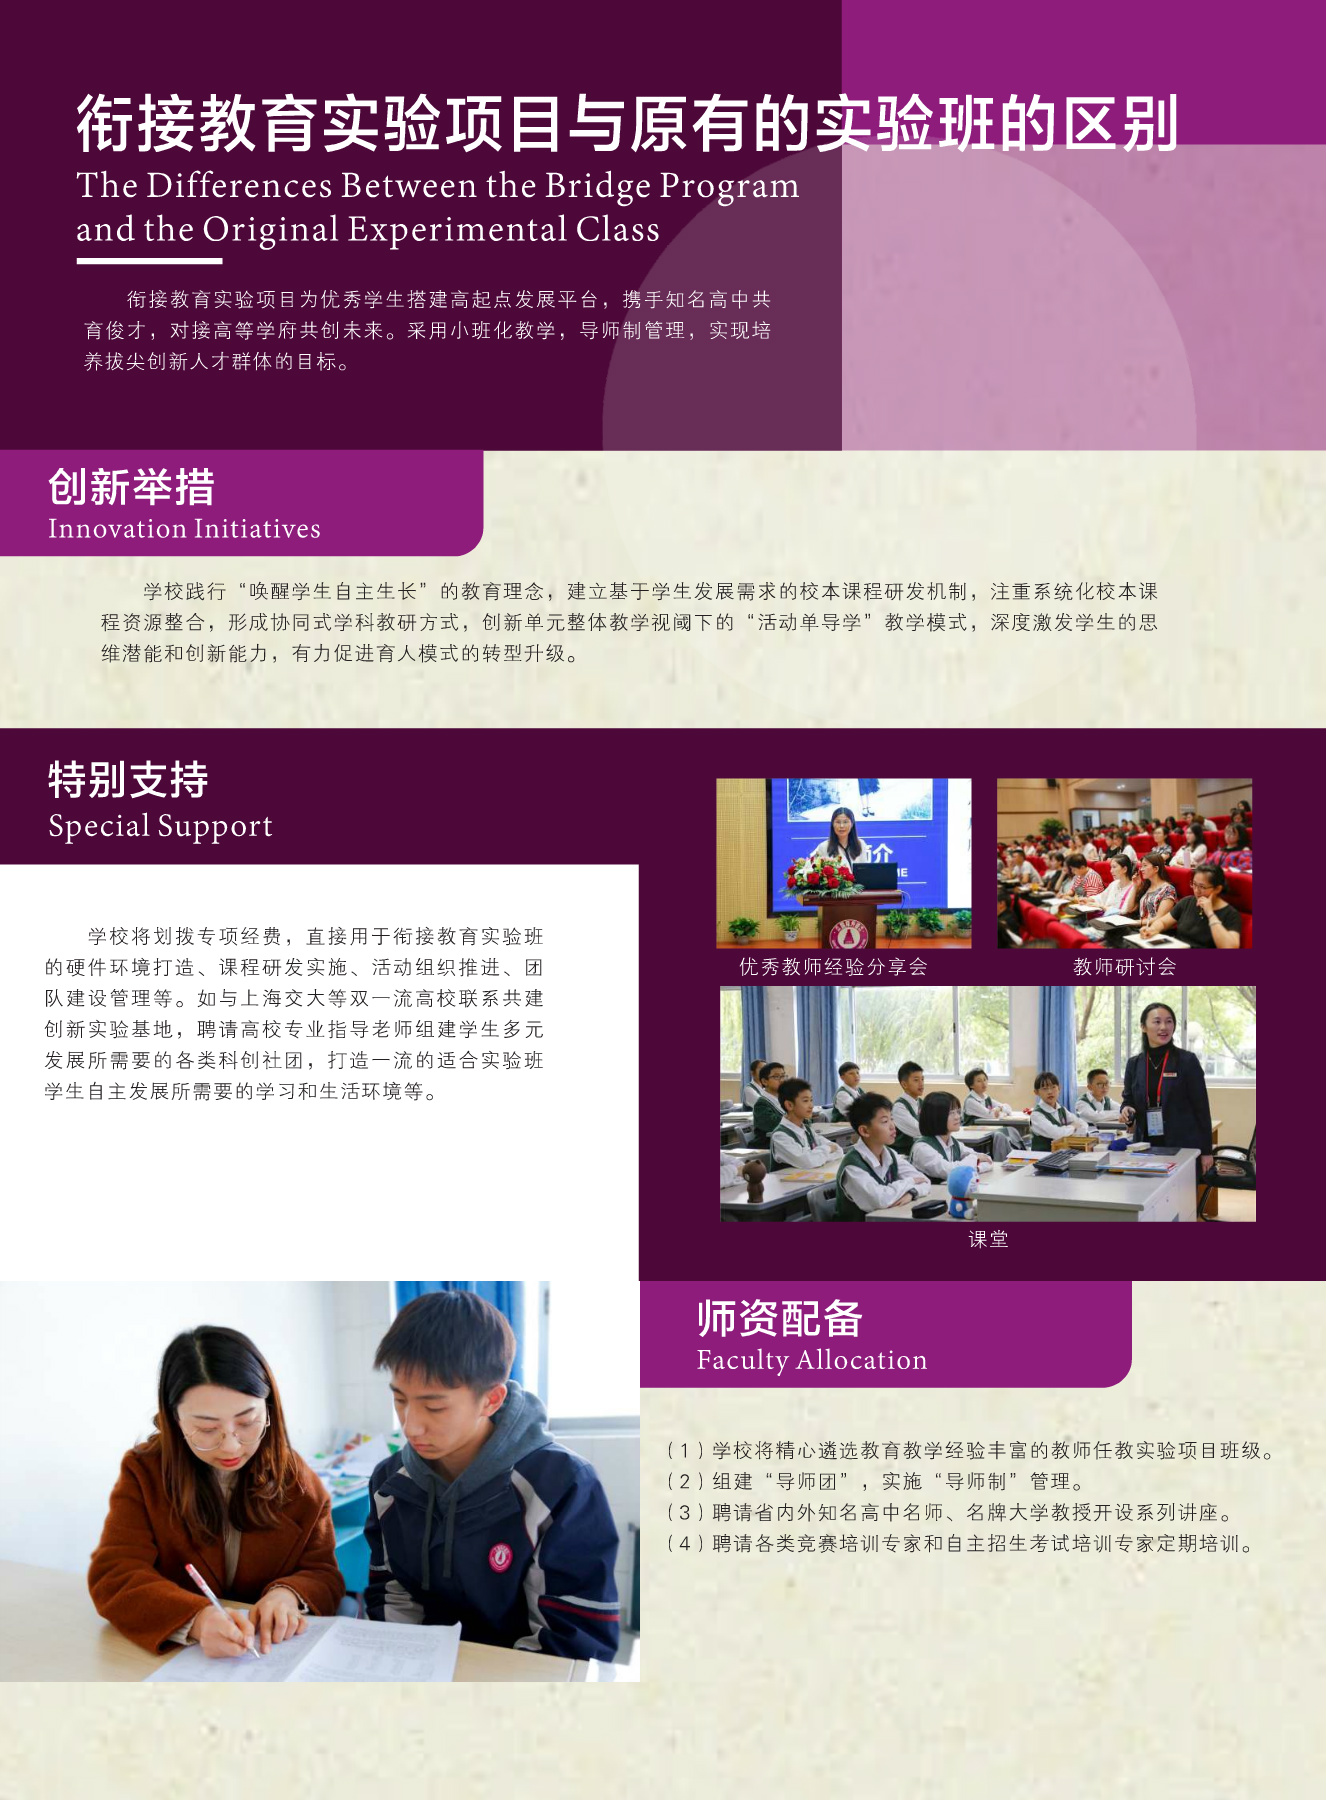 衔接教育实验项目与原有的实验班的区别
The Differences Between the Bridge Program
and the Original Experimental Class
衔接教育实验项目为优秀学生搭建高起点发展平台，携手知名高中共
育俊才，对接高等学府共创未来。采用小班化教学，导师制管理，实现培
养拔尖创新人才群体的目标。
创新举措
Innovation Initiatives
学校践行“唤醒学生自主生长”的教育理念，建立基于学生发展需求的校本课程研发机制，注重系统化校本课
程资源整合，形成协同式学科教研方式，创新单元整体教学视阈下的“活动单导学”教学模式，深度激发学生的思
维潜能和创新能力，有力促进育人模式的转型升级。
特别支持
Special Support
学校将划拨专项经费，直接用于衔接教育实验班
的硬件环境打造、课程研发实施、活动组织推进、团
队建设管理等。如与上海交大等双一流高校联系共建
创新实验基地，聘请高校专业指导老师组建学生多元
发展所需要的各类科创社团，打造一流的适合实验班
学生自主发展所需要的学习和生活环境等。
介
优秀教师经验分享会
教师研讨会
课堂
师资配备
Faculty Allocation
（1）学校将精心遴选教育教学经验丰富的教师任教实验项目班级。
（2）组建“导师团”，实施“导师制”管理。
（3）聘请省内外知名高中名师、名牌大学教授开设系列讲座。
（4）聘请各类竞赛培训专家和自主招生考试培训专家定期培训。